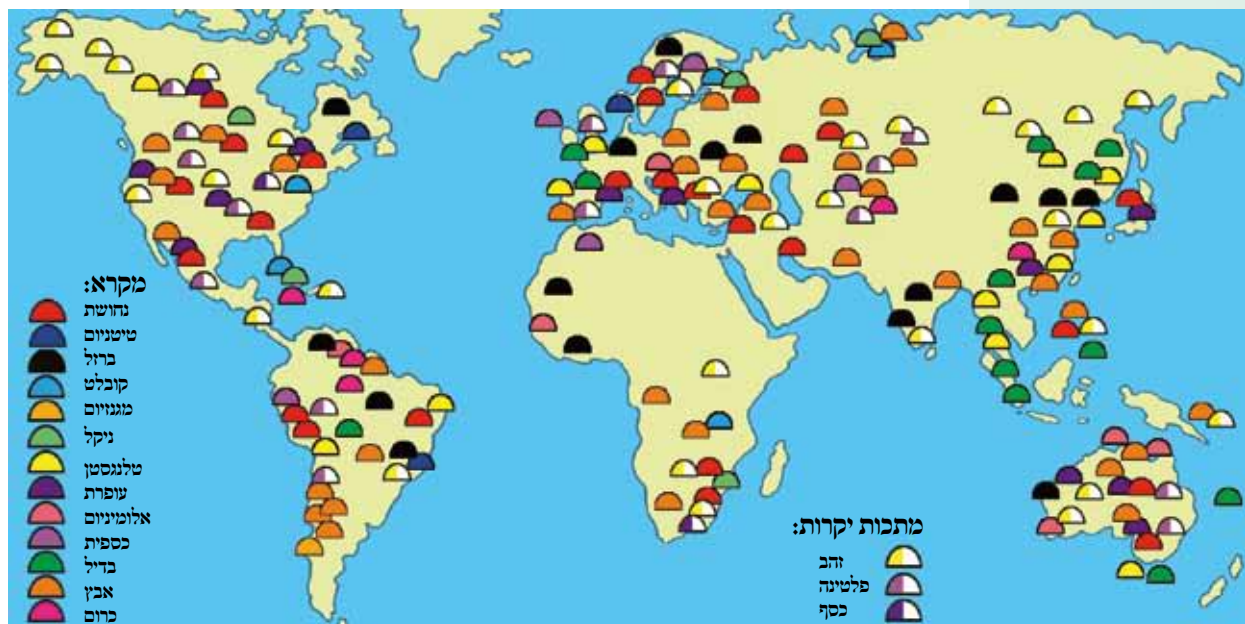 מקרא:
נחושת
טיטניום
ברזל
קובלט
מגנזיום
ניקל
טלנגסטן
עופרת
אלומיניום
כספית
בדיל
אבץ
כרום
מתכות יקרות:
זהב
פלטינה
כסף